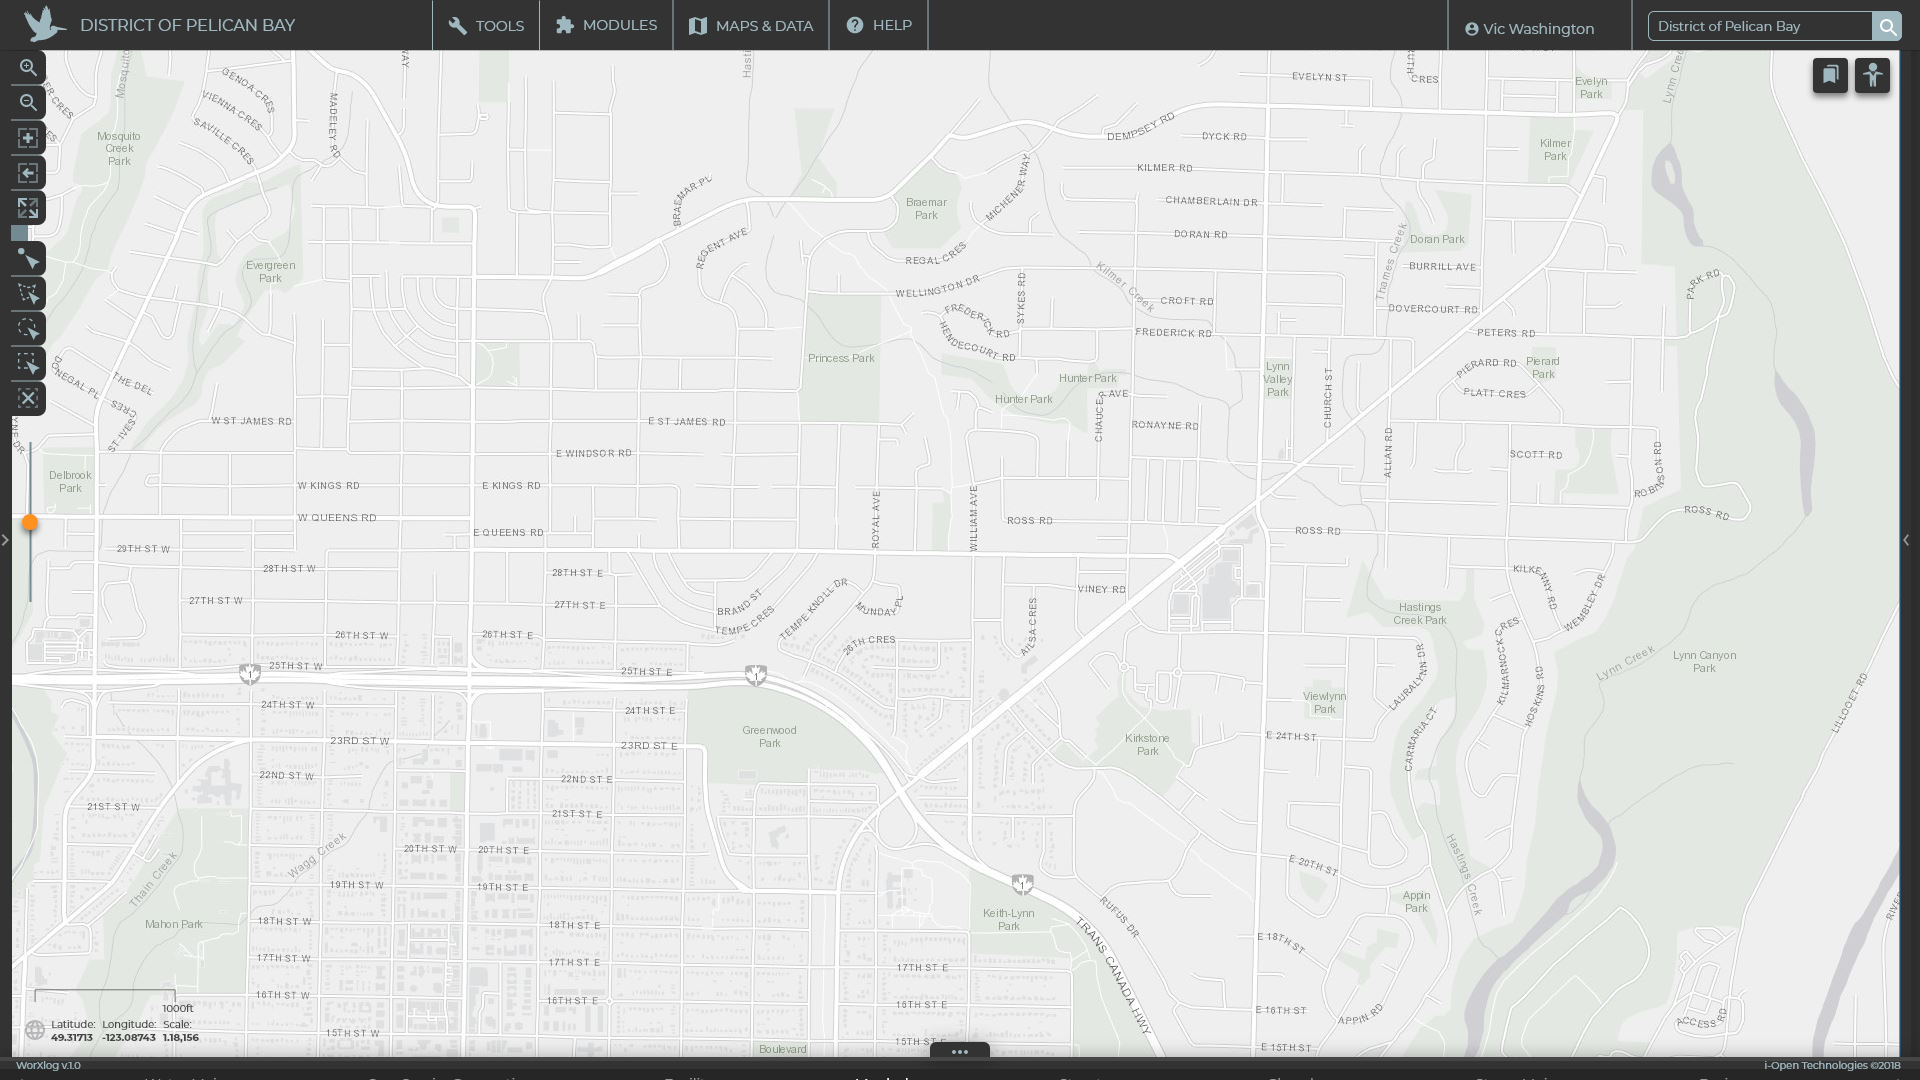 DISTRICT OF PELICAN BAY
TOOLS
MODULES
MAPS & DATA
HELP
Vic Washington
District of Pelican Bay
GENOA CRES
VIENNA CRES
SAVILLE CRES
MADELEY RD
Mosquito
Creek
Park
EVELYN ST
CRES
Evelyn
Park
Lynn Creek
DEMPSEY RD
DYCK RD
Kilmer
Park
KILMER RD
BRAEMAR PL
Braemar
Park
MICHENER WAY
CHAMBERLAIN DR
REGENT AVE
REGAL CRES
DORAN RD
Doran Park
Thames Creek
Evergreen
Park
Kilmer Creek
BURRILL AVE
WELLINGTON DR
SYKES RD
PARK RD
CROFT RD
DOVERCOURT RD
FREDERICK RD
FREDERICK RD
HENDECOURT RD
PETERS RD
Princess Park
Lynn
Valley
Park
CHURCH ST
PIERARD RD
Pierard
Park
THE DEL
CRES
DONEGAL PL
Hunter Park
Hunter Park
PLATT CRES
CHAUCER AVE
W ST JAMES RD
ST IVES
E ST JAMES RD
RONAYNE RD
ALLAN RD
E WINDSOR RD
SCOTT RD
ROBINSON RD
Delbrook
Park
W KINGS RD
E KINGS RD
ROYAL AVE
WILLIAM AVE
W QUEENS RD
E QUEENS RD
ROSS RD
ROSS RD
ROSS RD
29TH ST W
28TH ST W
28TH ST E
KILKENNY RD
WEMBLEY DR
27TH ST W
27TH ST E
BRAND ST
TEMPE CRES
TEMPE KNOLL DR
MUNDAY PL
VINEY RD
AILSA CRES
Hastings
Creek Park
26TH ST W
26TH ST E
26TH CRES
KILMARNOCK CRES
25TH ST W
25TH ST E
1
1
LAURALYNN DR
HOSKINS RD
Lynn Creek
Lynn Canyon
Park
LILLOOET RD
Viewlynn
Park
24TH ST W
24TH ST E
Greenwood
Park
Kirkstone
Park
E 24TH ST
CARMARIA CT
23RD ST W
23RD ST E
22ND ST W
22ND ST E
21ST ST W
21ST ST E
Wagg Creek
20TH ST W
20TH ST E
E 20TH ST
Hastings Creek
Thain Creek
19TH ST W
19TH ST E
1
Mahon Park
18TH ST W
18TH ST E
Keith-Lynn
Park
RUFUS DR
Appin
Park
TRANS CANADA HWY
E 18TH ST
17TH ST W
17TH ST E
17TH ST E
16TH ST W
16TH ST E
16TH ST E
E 16TH ST
APPIN RD
ACCESS RD
15TH ST W
15TH ST E
E 15TH ST
Boulevard
1000ft
Latitude: Longitude: Scale:
49.31713 -123.08743 1.18,156
WorXlog v.1.0
i-Open Technologies ©2018